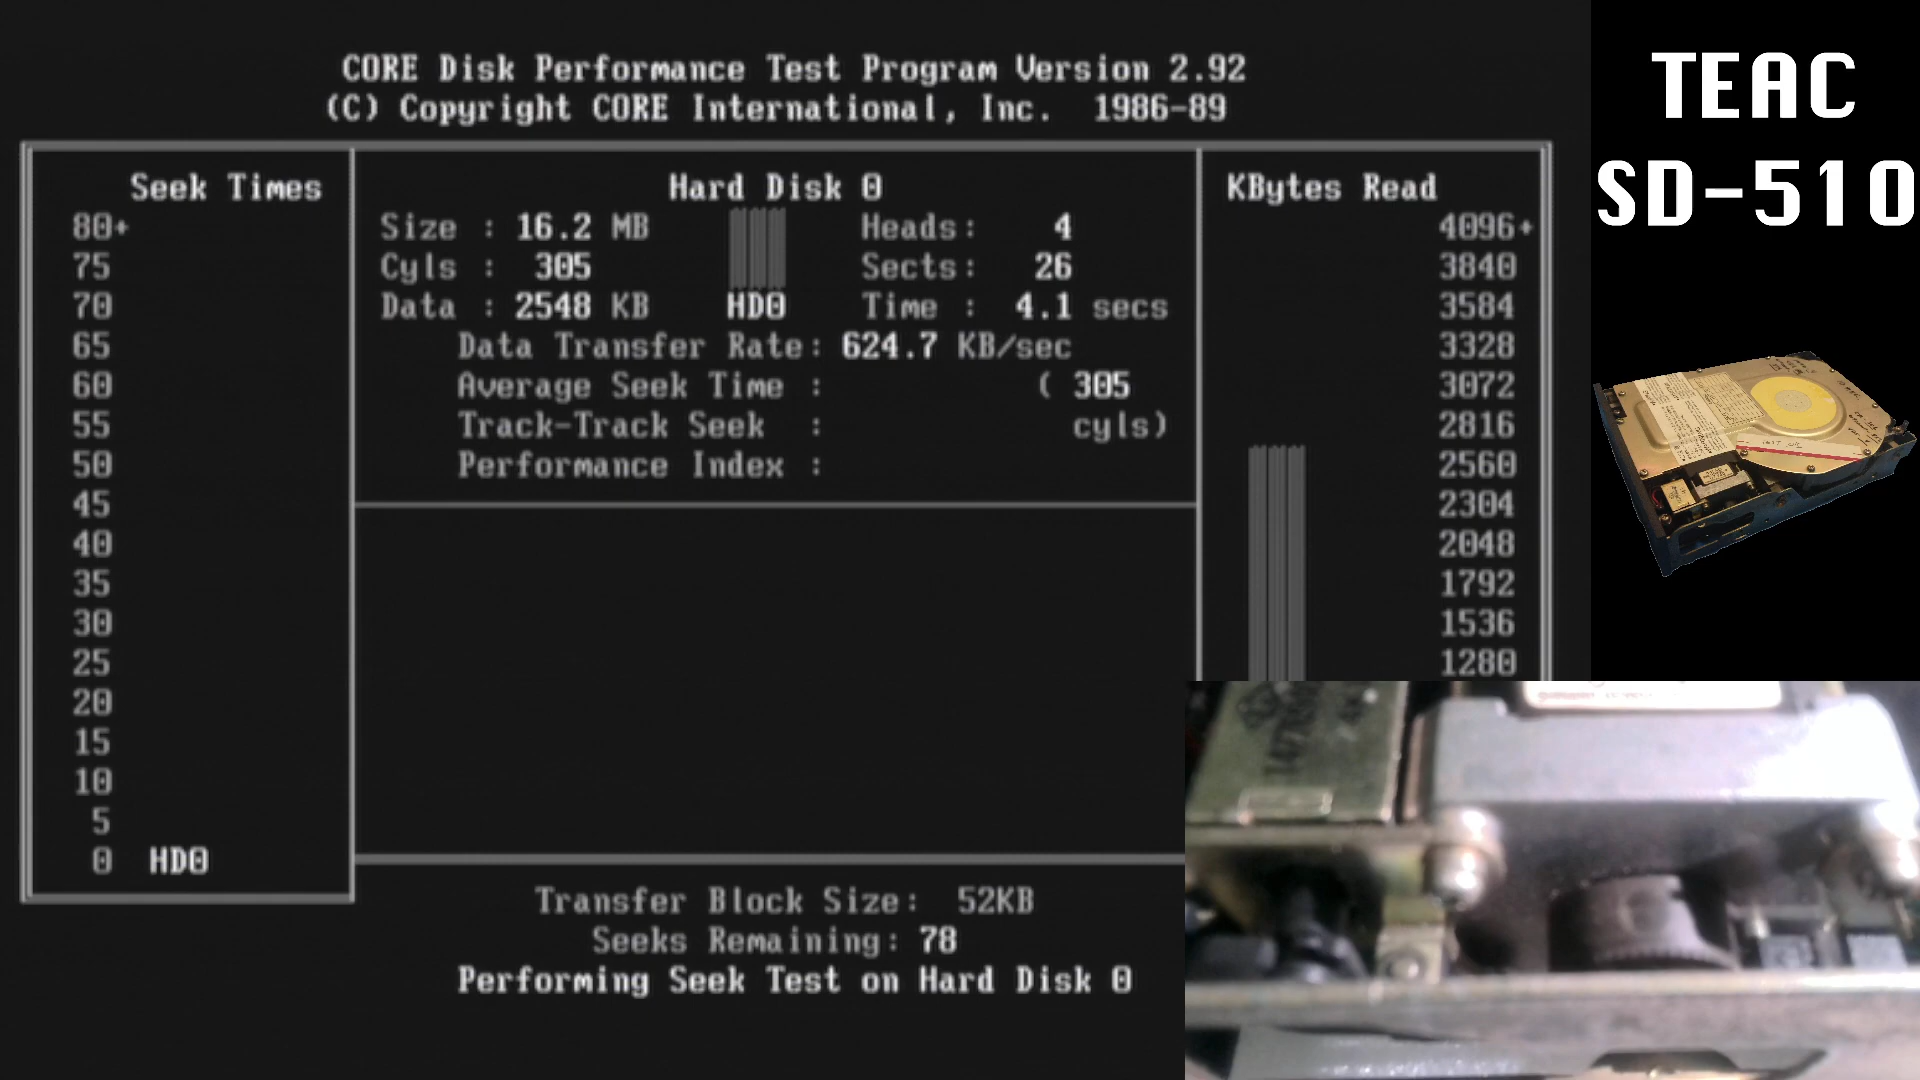 CORE Disk Performance Test Program Version 2.92
(C) Copyright CORE International, Inc. 1986-89
Seek Times
80+
75
70
65
60
55
50
45
40
35
30
25
20
15
10
5
0 HD0
Hard Disk 0
Size : 16.2 MB Heads: 4
Cyls : 305 Sects: 26
Data : 2548 KB HD0 Time : 4.1 secs
Data Transfer Rate: 624.7 KB/sec
Average Seek Time : ( 305
Track-Track Seek : cyls)
Performance Index :
Transfer Block Size: 52KB
Seeks Remaining: 78
Performing Seek Test on Hard Disk 0
KBytes Read
4096+
3840
3584
3328
3072
2816
2560
2304
2048
1792
1536
1280
TEAC
SD-510